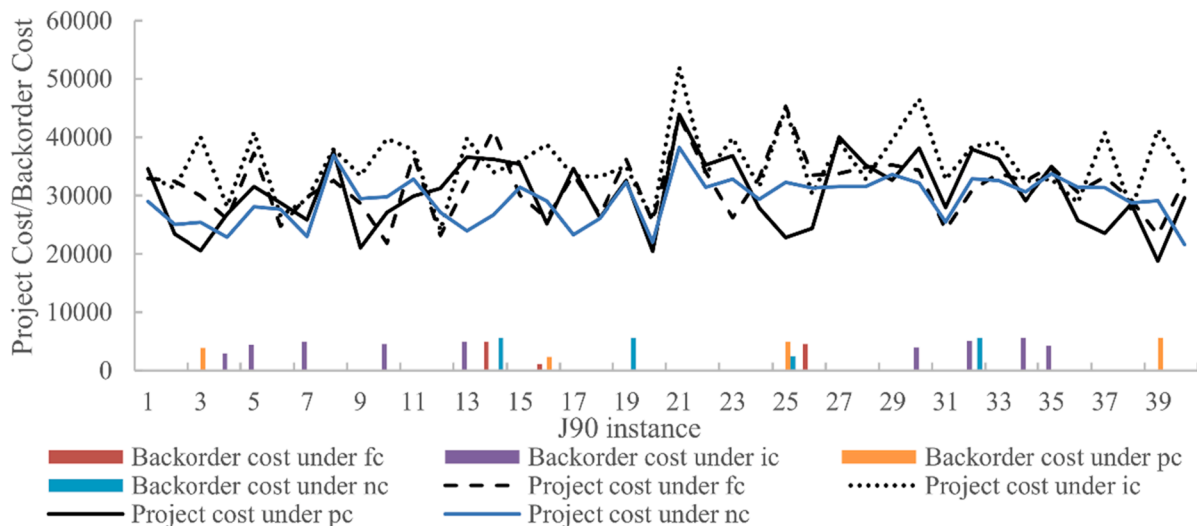 Project Cost/Backorder Cost
60000
50000
40000
30000
20000
10000
0
1 3 5 7 9 11 13 15 17 19 21 23 25 27 29 31 33 35 37 39
J90 instance
Backorder cost under fc Backorder cost under ic Backorder cost under pc
Backorder cost under nc Project cost under fc Project cost under ic
Project cost under pc Project cost under nc